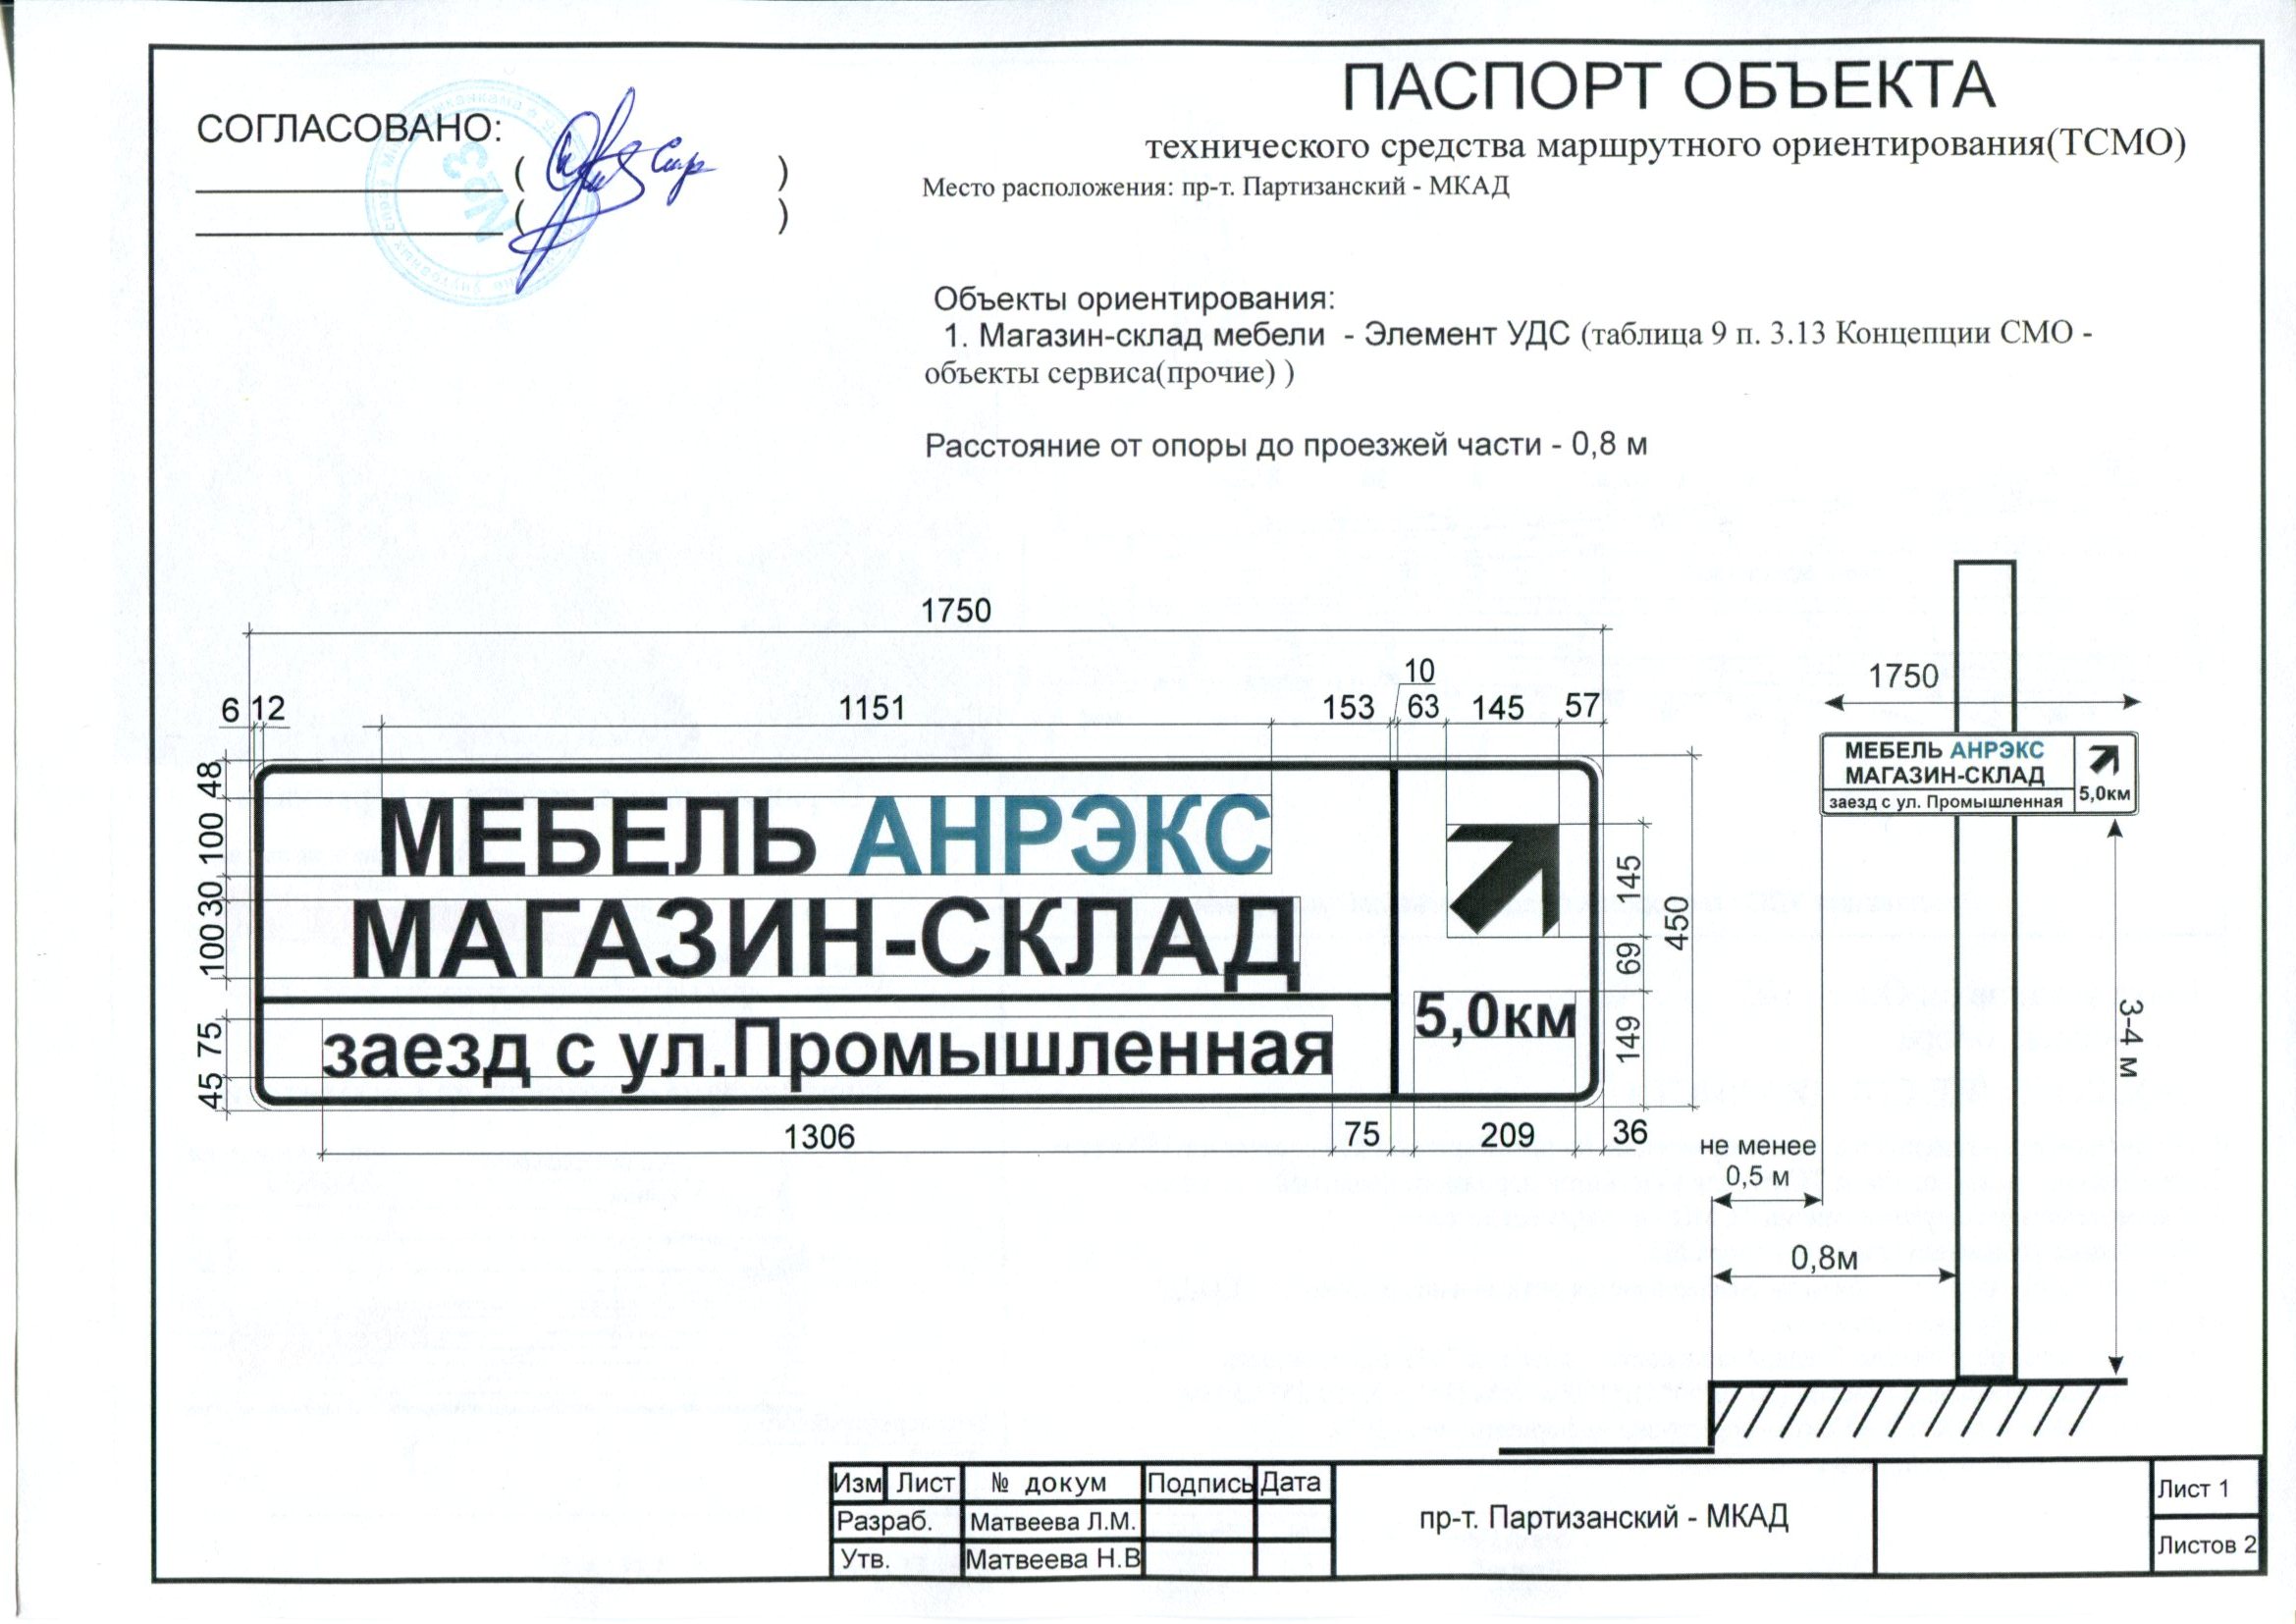 ПАСПОРТ ОБЪЕКТА
технического средства маршрутного ориентирования(ТСМО)
Место расположения: пр-т. Партизанский - МКАД
СОГЛАСОВАНО:
( )
( )
№3
Объекты ориентирования:
1. Магазин-склад мебели - Элемент УДС (таблица 9 п. 3.13 Концепции СМО -
объекты сервиса(прочие) )
Расстояние от опоры до проезжей части - 0,8 м
1750
10
6 12 1151 153 63 145 57
48
100
30
100
75
45
МЕБЕЛЬ АНРЭКС
МАГАЗИН-СКЛАД
заезд с ул.Промышленная
5,0км
145
69
149
450
1306 75 209 36
1750
МЕБЕЛЬ АНРЭКС
МАГАЗИН-СКЛАД
заезд с ул. Промышленная
5,0км
3-4 м
не менее
0,5 м
0,8м
Изм Лист № докум Подпись Дата
Разраб. Матвеева Л.М.
Утв. Матвеева Н.В
пр-т. Партизанский - МКАД
Лист 1
Листов 2